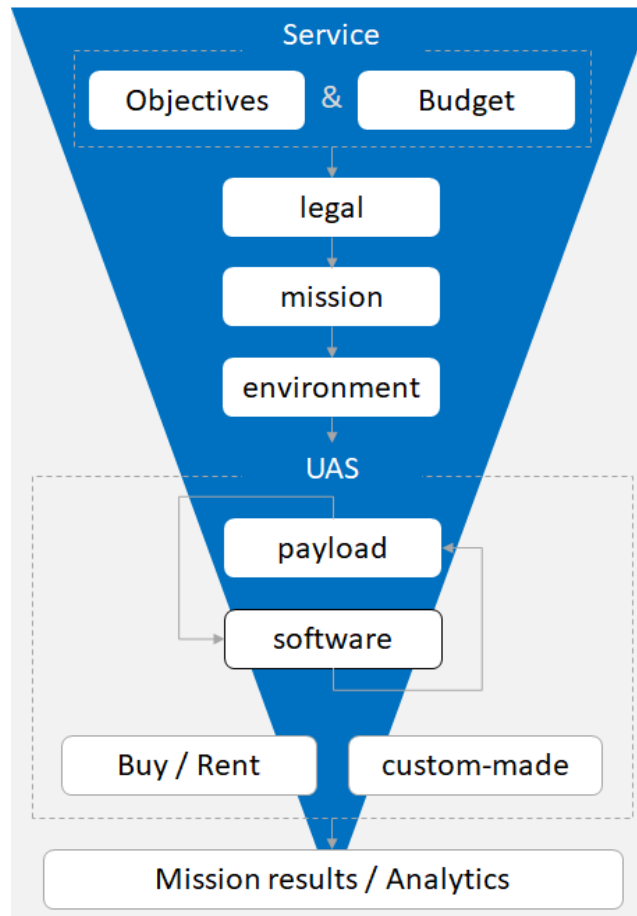 Service
Objectives & Budget
legal
mission
environment
UAS
payload
software
Buy / Rent custom-made
Mission results / Analytics